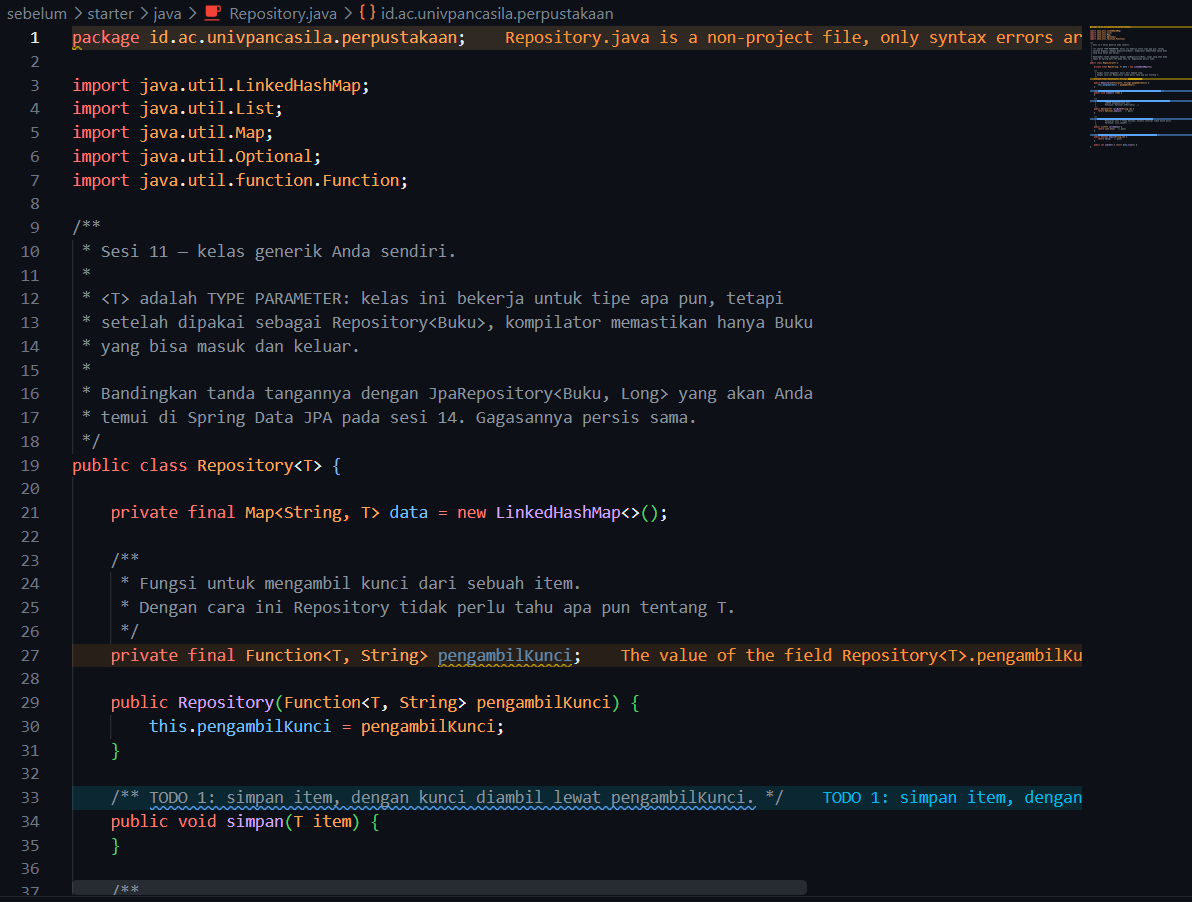 sebelum > starter > java > Repository.java > {} id.ac.univpancasila.perpustakaan
1 package id.ac.univpancasila.perpustakaan; Repository.java is a non-project file, only syntax errors ar
2
3 import java.util.LinkedHashMap;
4 import java.util.List;
5 import java.util.Map;
6 import java.util.Optional;
7 import java.util.function.Function;
8
9 /**
10 * Sesi 11 — kelas generik Anda sendiri.
11 *
12 * <T> adalah TYPE PARAMETER: kelas ini bekerja untuk tipe apa pun, tetapi
13 * setelah dipakai sebagai Repository<Buku>, kompilator memastikan hanya Buku
14 * yang bisa masuk dan keluar.
15 *
16 * Bandingkan tanda tangannya dengan JpaRepository<Buku, Long> yang akan Anda
17 * temui di Spring Data JPA pada sesi 14. Gagasannya persis sama.
18 */
19 public class Repository<T> {
20
21 private final Map<String, T> data = new LinkedHashMap<>();
22
23 /**
24 * Fungsi untuk mengambil kunci dari sebuah item.
25 * Dengan cara ini Repository tidak perlu tahu apa pun tentang T.
26 */
27 private final Function<T, String> pengambilKunci; The value of the field Repository<T>.pengambilKu
28
29 public Repository(Function<T, String> pengambilKunci) {
30 this.pengambilKunci = pengambilKunci;
31 }
32
33 /** TODO 1: simpan item, dengan kunci diambil lewat pengambilKunci. */ TODO 1: simpan item, dengan
34 public void simpan(T item) {
35 }
36
37 /**